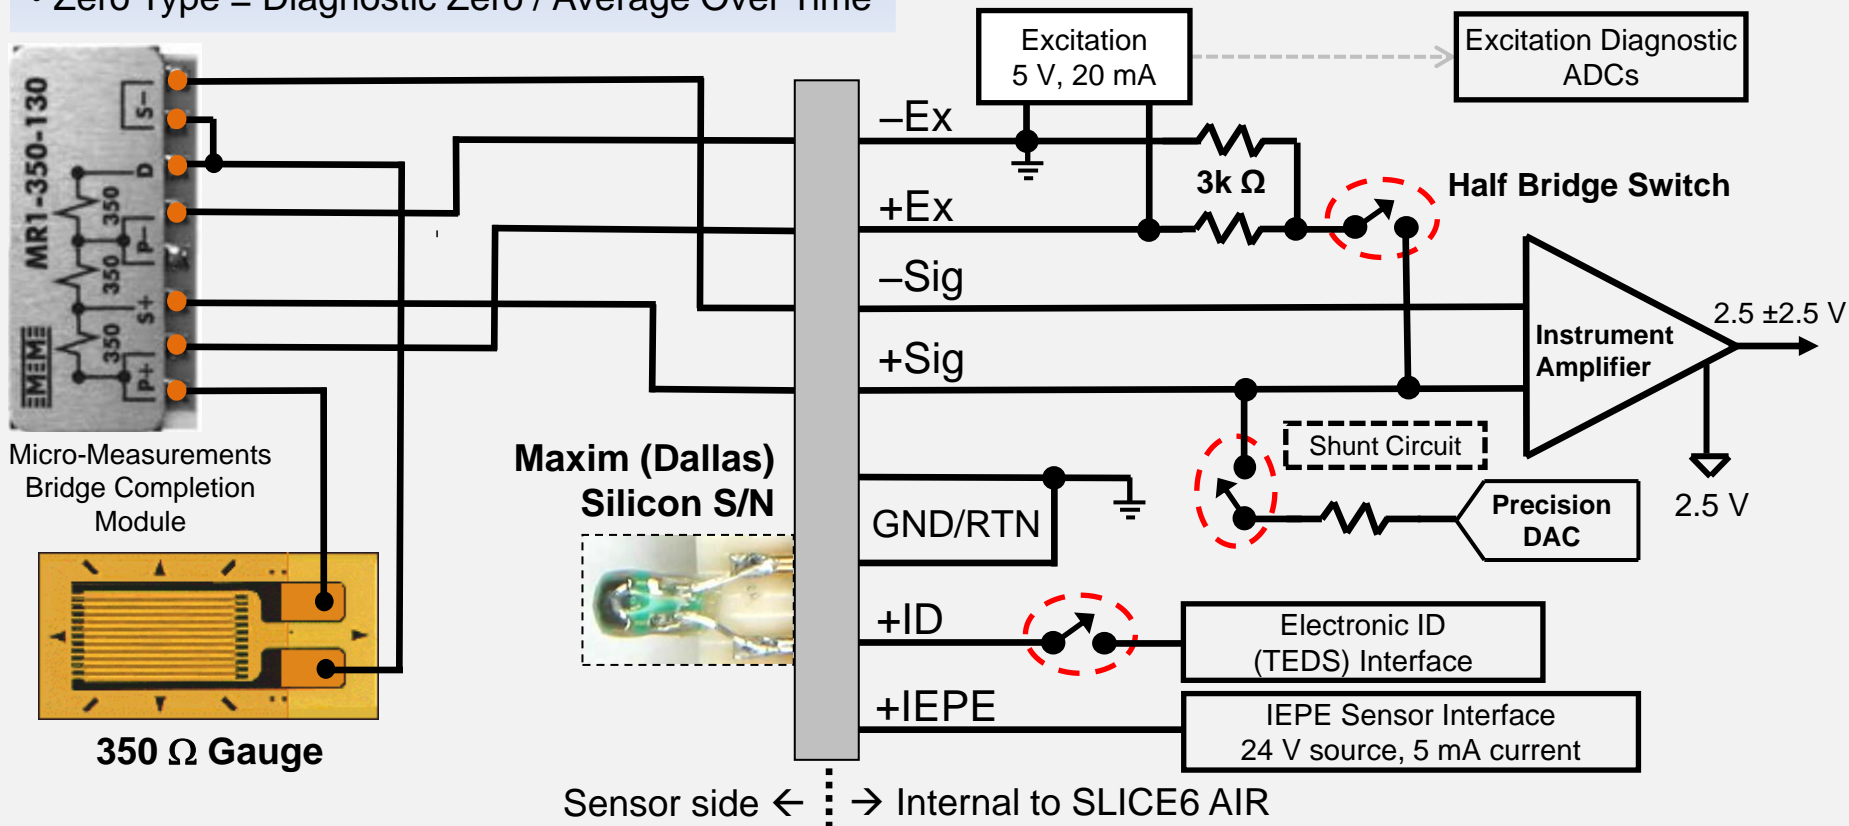 • Zero Type = Diagnostic Zero / Average Over Time
Excitation
5 V, 20 mA
Excitation Diagnostic
ADCs
MR1-350-130
S−
D
350
P−
350
S+
350
P+
MEME
–Ex
3k Ω
Half Bridge Switch
+Ex
–Sig
2.5 ±2.5 V
Instrument
Amplifier
+Sig
Shunt Circuit
Micro-Measurements
Bridge Completion
Module
Maxim (Dallas)
Silicon S/N
GND/RTN
Precision
DAC
2.5 V
+ID
Electronic ID
(TEDS) Interface
+IEPE
IEPE Sensor Interface
24 V source, 5 mA current
350 Ω Gauge
Sensor side ← → Internal to SLICE6 AIR